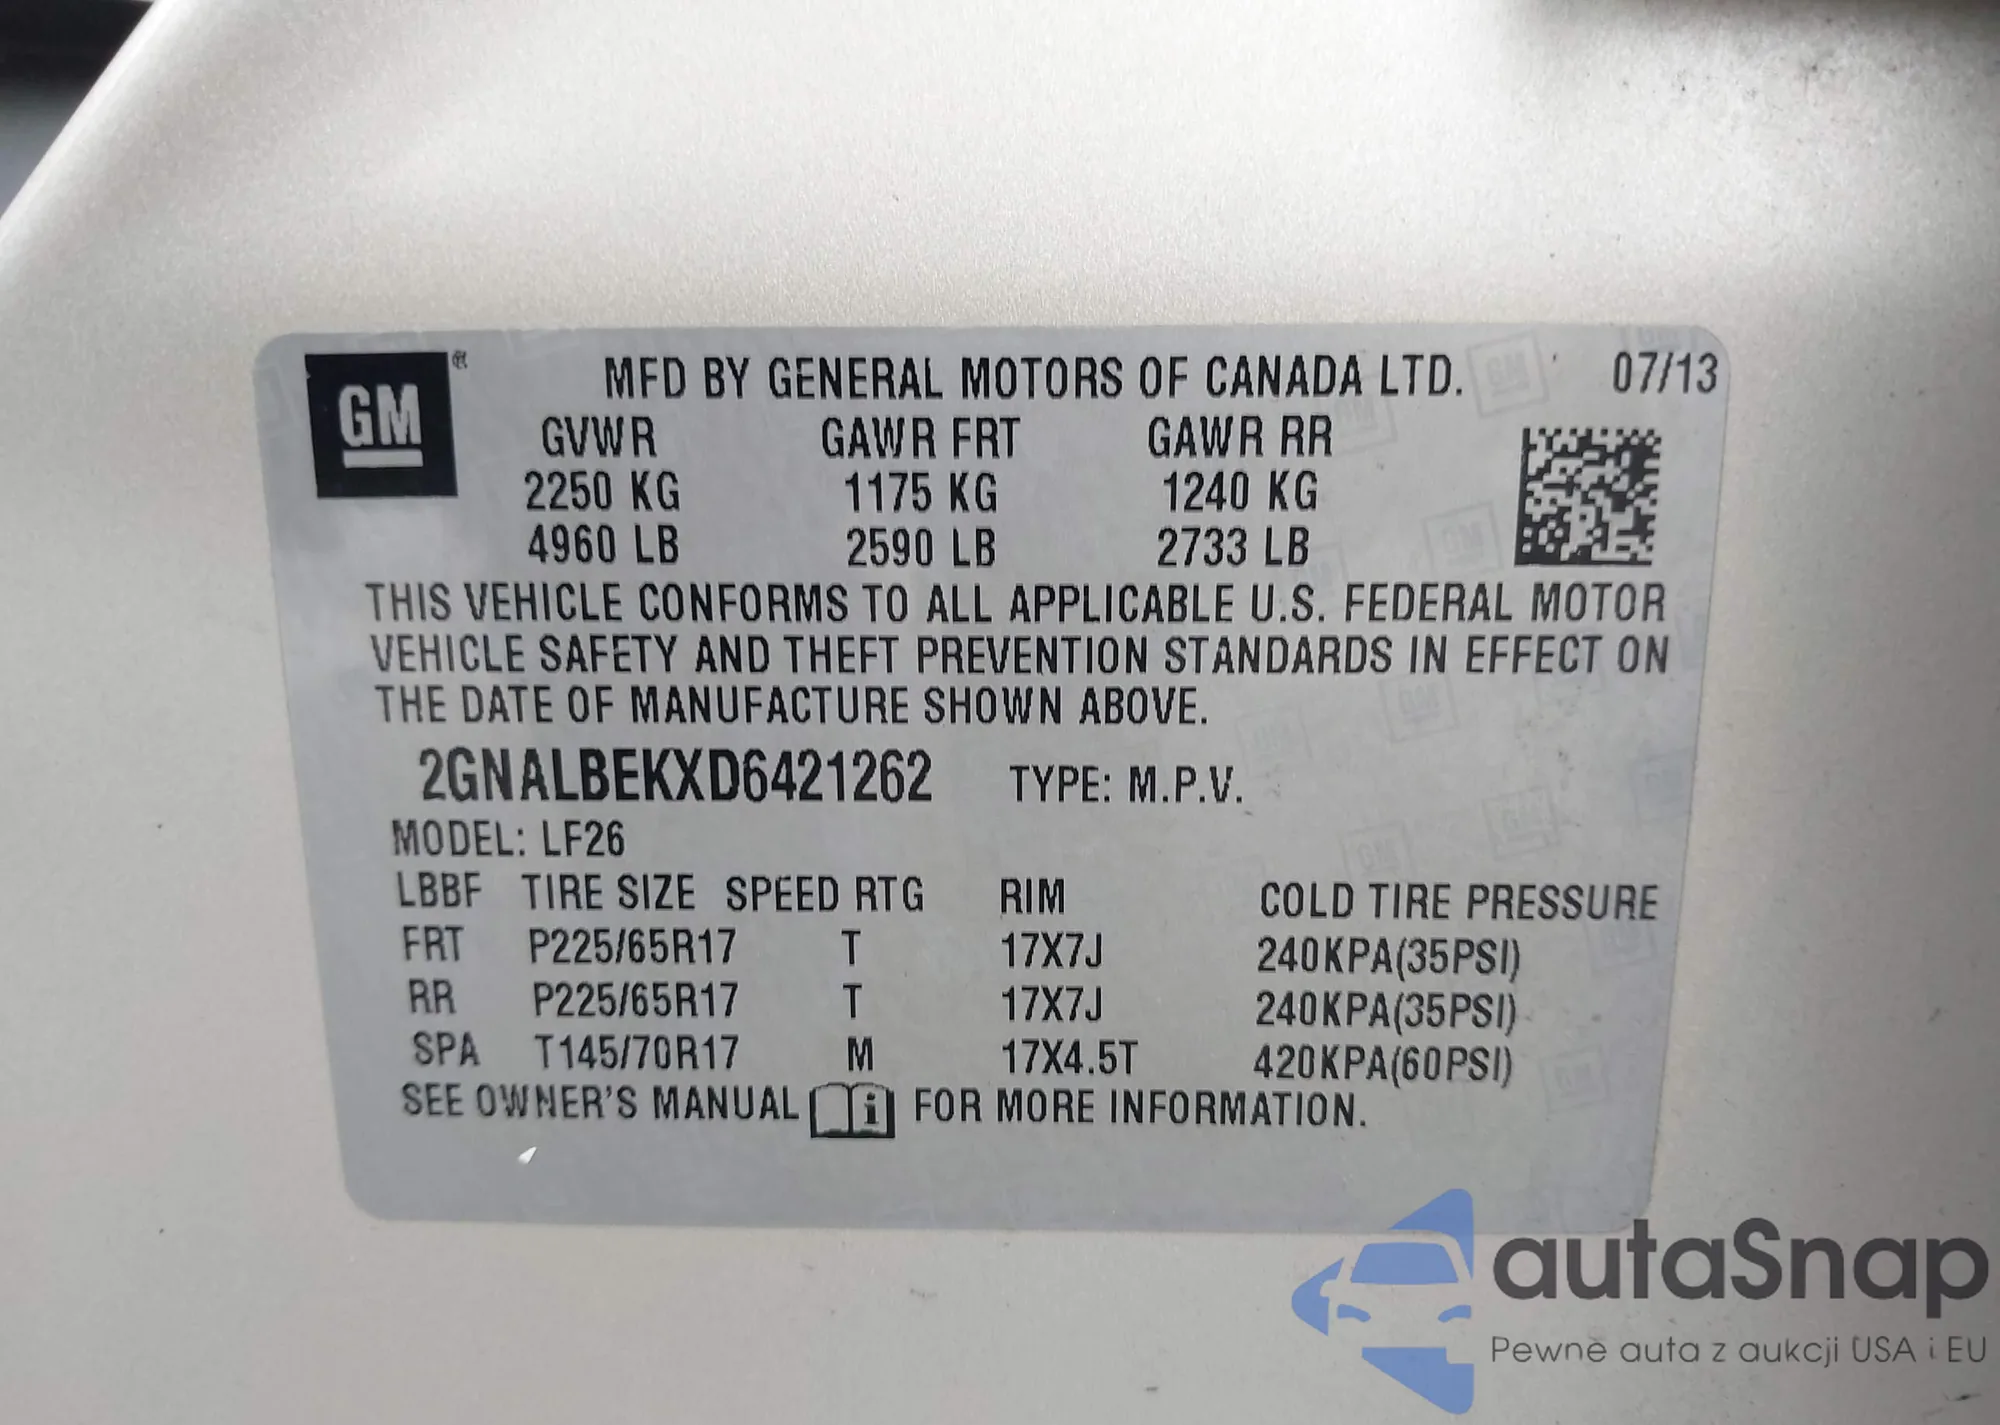 GM ®
MFD BY GENERAL MOTORS OF CANADA LTD. 07/13
GVWR GAWR FRT GAWR RR
2250 KG 1175 KG 1240 KG
4960 LB 2590 LB 2733 LB
THIS VEHICLE CONFORMS TO ALL APPLICABLE U.S. FEDERAL MOTOR
VEHICLE SAFETY AND THEFT PREVENTION STANDARDS IN EFFECT ON
THE DATE OF MANUFACTURE SHOWN ABOVE.
2GNALBEKXD6421262 TYPE: M.P.V.
MODEL: LF26
LBBF TIRE SIZE SPEED RTG RIM COLD TIRE PRESSURE
FRT P225/65R17 T 17X7J 240KPA(35PSI)
RR P225/65R17 T 17X7J 240KPA(35PSI)
SPA T145/70R17 M 17X4.5T 420KPA(60PSI)
SEE OWNER'S MANUAL i FOR MORE INFORMATION.
autaSnap
Pewne auta z aukcji USA i EU